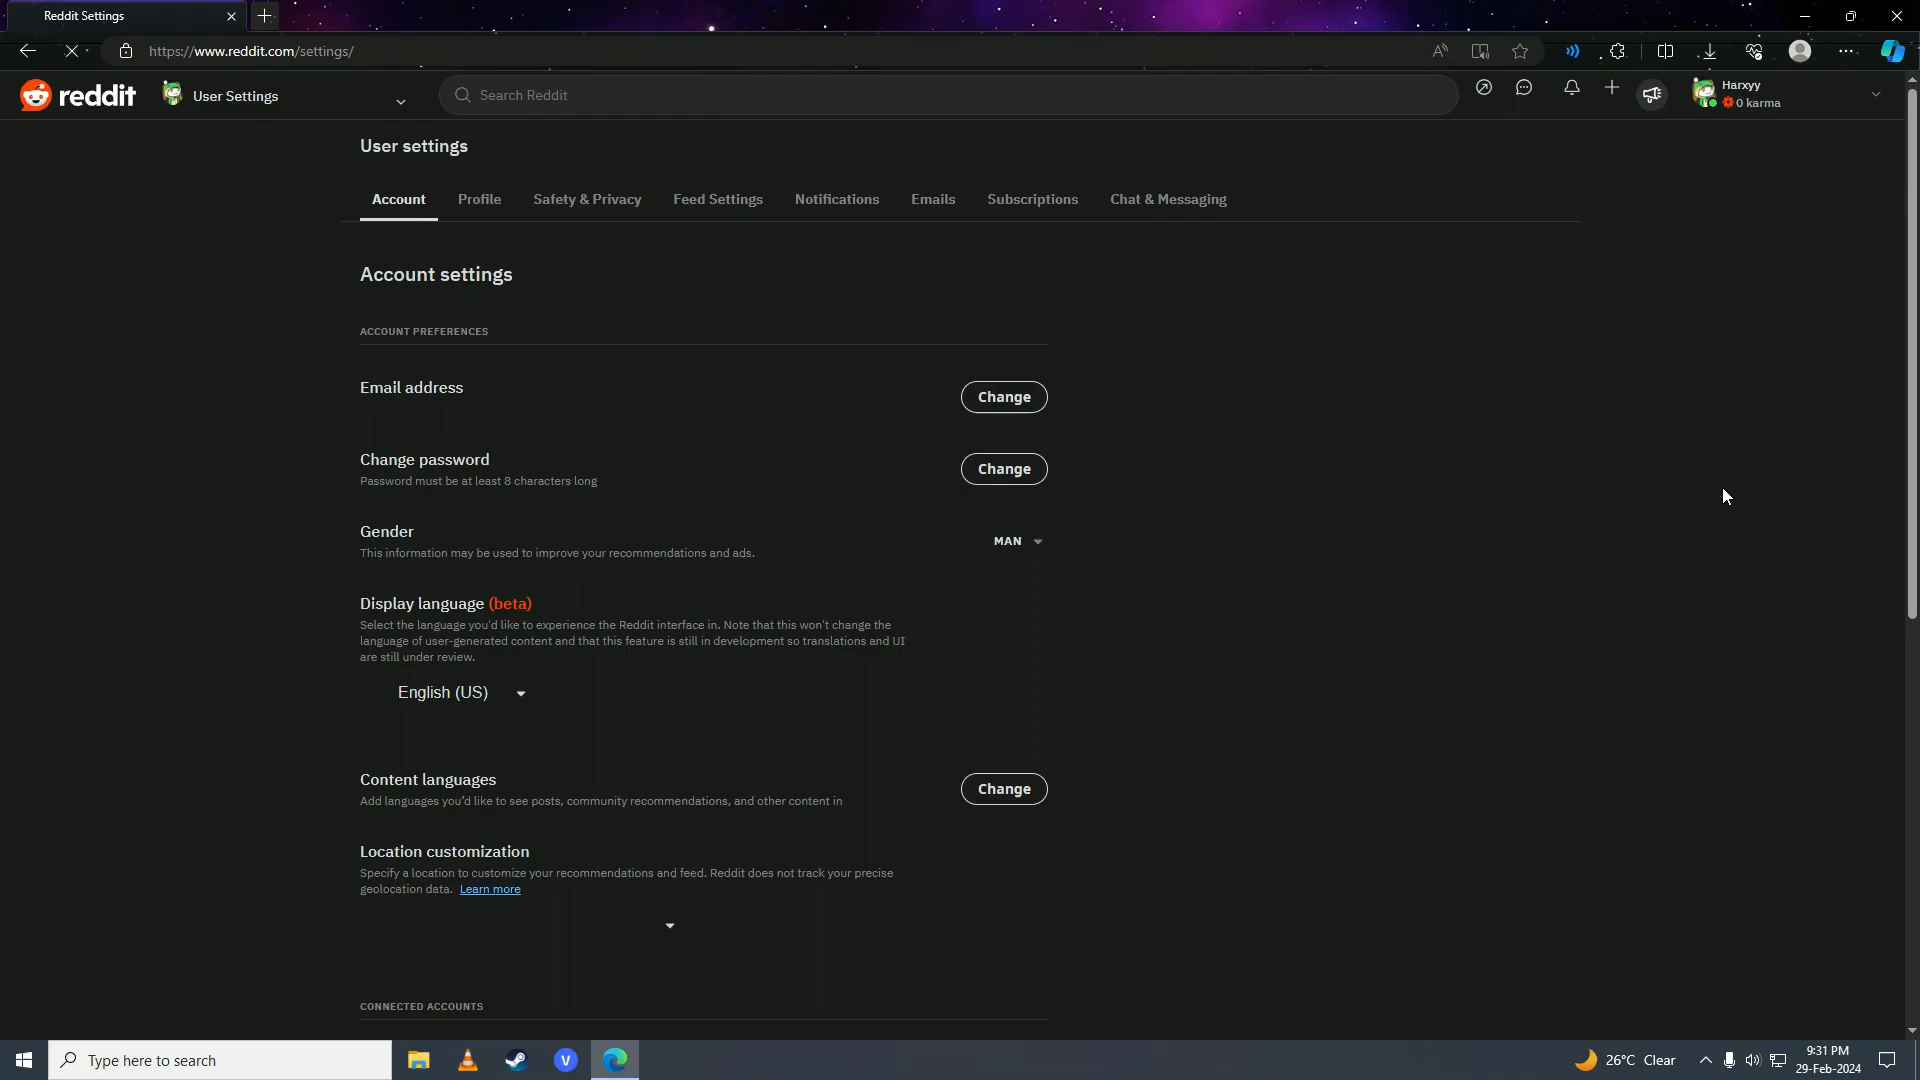 Reddit Settings
https://www.reddit.com/settings/
reddit
User Settings
Search Reddit
Harxyy
0 karma
User settings
Account
Profile
Safety & Privacy
Feed Settings
Notifications
Emails
Subscriptions
Chat & Messaging
Account settings
ACCOUNT PREFERENCES
Email address
Change
Change password
Password must be at least 8 characters long
Change
Gender
This information may be used to improve your recommendations and ads.
MAN
Display language (beta)
Select the language you'd like to experience the Reddit interface in. Note that this won't change the
language of user-generated content and that this feature is still in development so translations and UI
are still under review.
English (US)
Content languages
Add languages you'd like to see posts, community recommendations, and other content in
Change
Location customization
Specify a location to customize your recommendations and feed. Reddit does not track your precise
geolocation data. Learn more
CONNECTED ACCOUNTS
Type here to search
V
26°C Clear
9:31 PM
29-Feb-2024